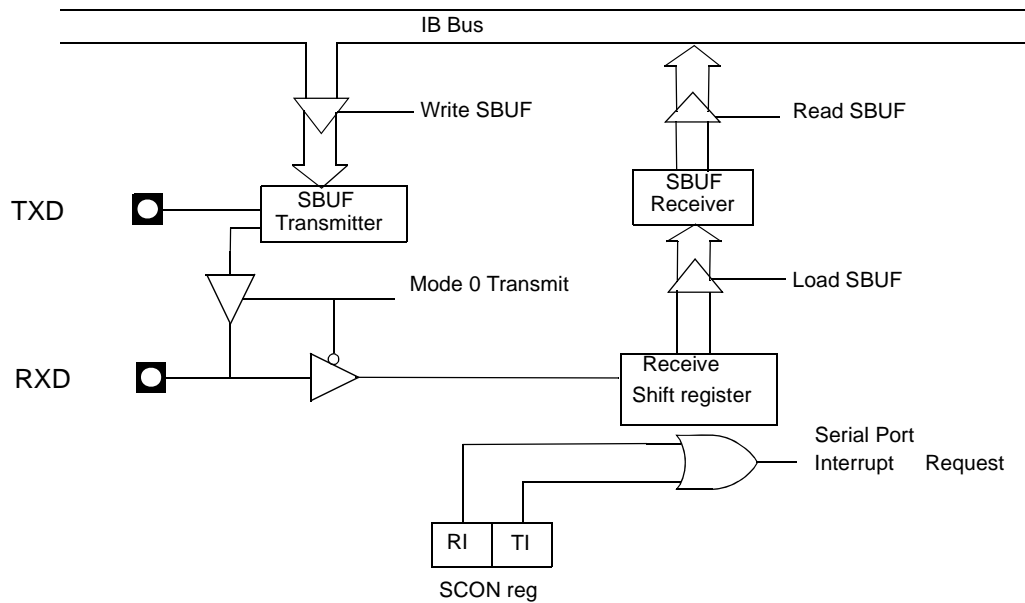 IB Bus
Write SBUF
Read SBUF
SBUF
Transmitter
SBUF
Receiver
TXD
Mode 0 Transmit
Load SBUF
RXD
Receive
Shift register
Serial Port
Interrupt Request
RI
TI
SCON reg